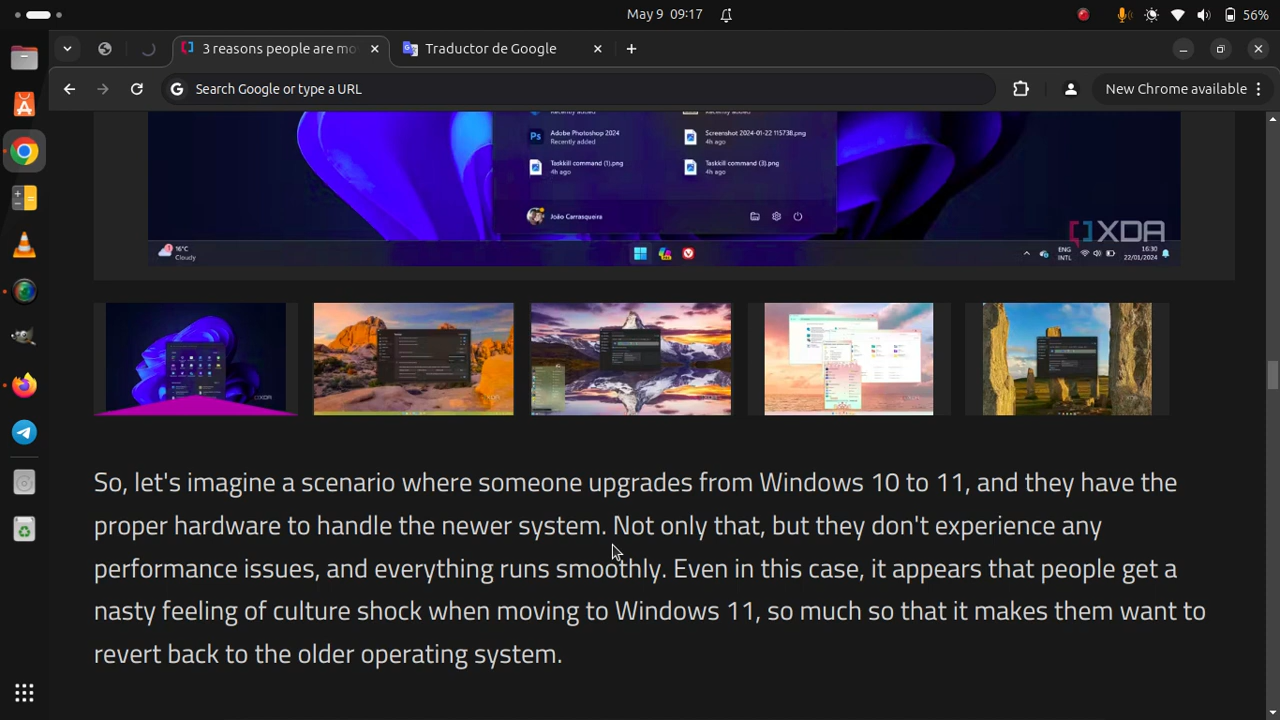 May 9 09:17
56%
3 reasons people are mo
Traductor de Google
Search Google or type a URL
New Chrome available
Adobe Photoshop 2024
Recently added
Screenshot 2024-01-22 115738.png
4h ago
Taskkill command (1).png
4h ago
Taskkill command (3).png
4h ago
João Carrasqueira
XDA
16°C
Cloudy
ENG
INTL
16:30
22/01/2024
So, let's imagine a scenario where someone upgrades from Windows 10 to 11, and they have the
proper hardware to handle the newer system. Not only that, but they don't experience any
performance issues, and everything runs smoothly. Even in this case, it appears that people get a
nasty feeling of culture shock when moving to Windows 11, so much so that it makes them want to
revert back to the older operating system.